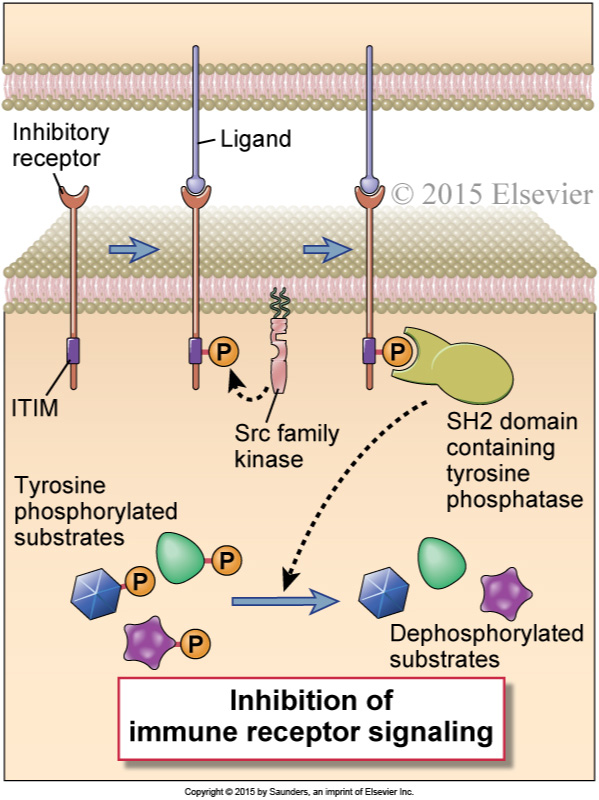 Inhibitory
receptor
Ligand
© 2015 Elsevier
P
P
ITIM
Src family
kinase
SH2 domain
containing
tyrosine
phosphatase
Tyrosine
phosphorylated
substrates
P
P
P
Dephosphorylated
substrates
Inhibition of
immune receptor signaling
Copyright © 2015 by Saunders, an imprint of Elsevier Inc.